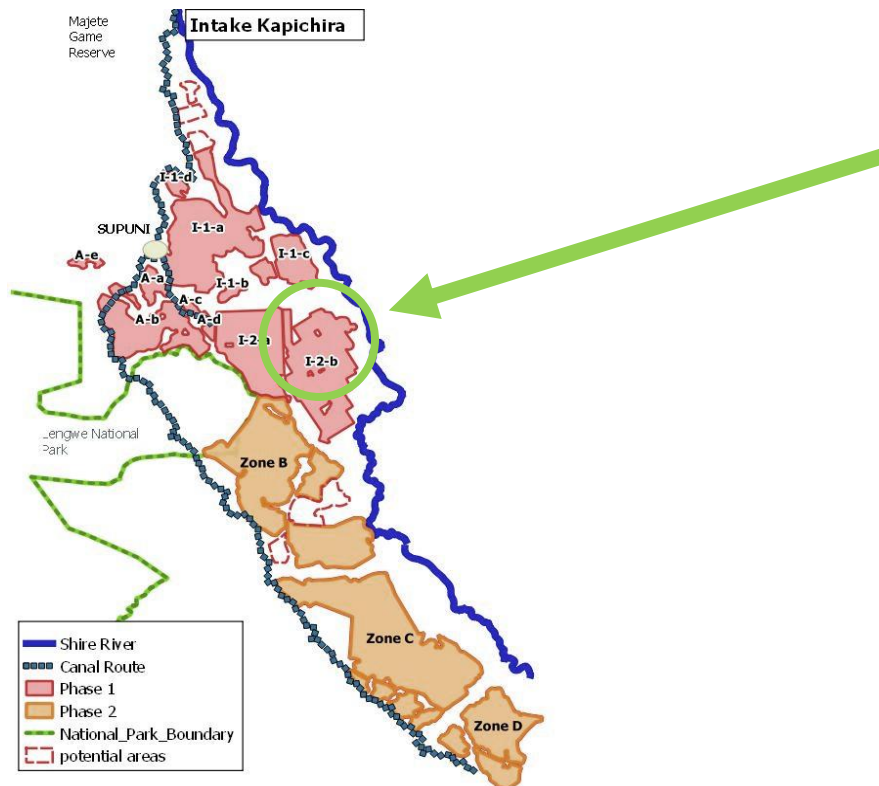 Majete
Game
Reserve
Intake Kapichira
I-1-d
SUPUNI
I-1-a
A-e
I-1-c
A-a
I-1-b
A-c
A-b
A-d
I-2-a
I-2-b
Lengwe National
Park
Zone B
Zone C
Zone D
Shire River
Canal Route
Phase 1
Phase 2
National_Park_Boundary
potential areas